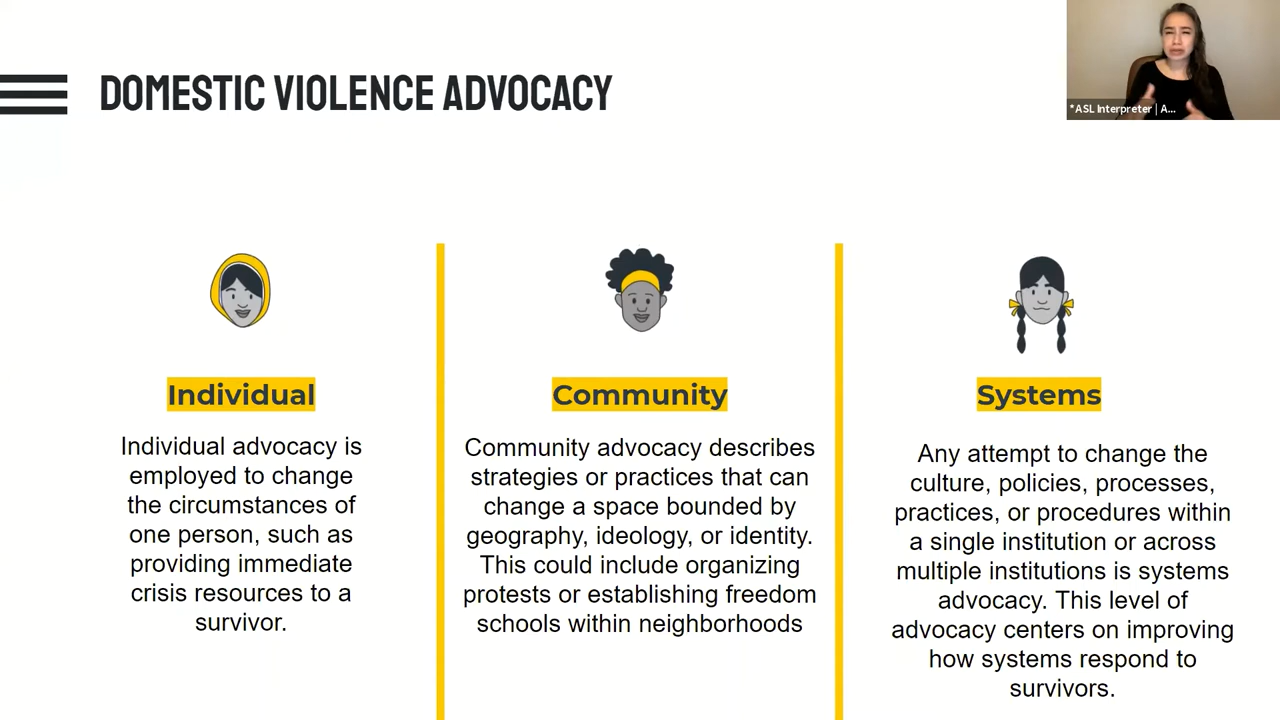 DOMESTIC VIOLENCE ADVOCACY
*ASL Interpreter | A...
Individual
Individual advocacy is
employed to change
the circumstances of
one person, such as
providing immediate
crisis resources to a
survivor.
Community
Community advocacy describes
strategies or practices that can
change a space bounded by
geography, ideology, or identity.
This could include organizing
protests or establishing freedom
schools within neighborhoods
Systems
Any attempt to change the
culture, policies, processes,
practices, or procedures within
a single institution or across
multiple institutions is systems
advocacy. This level of
advocacy centers on improving
how systems respond to
survivors.